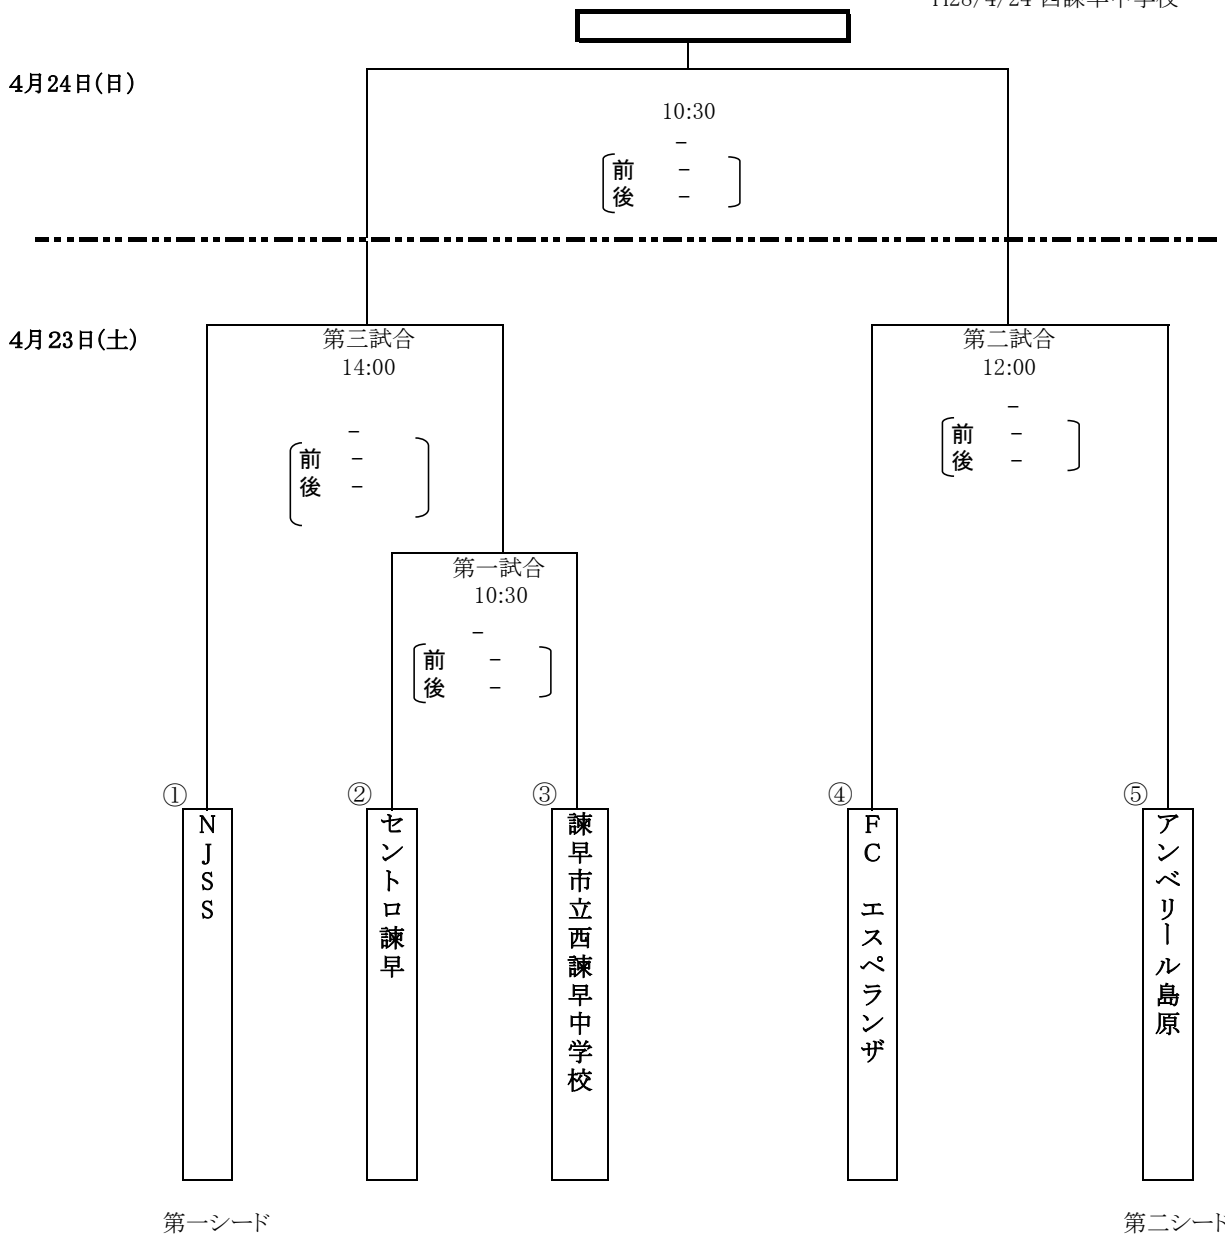 H28/4/24 西諫早中学校
4月24日(日)
10:30
-
前 -
後 -
4月23日(土)
第三試合
14:00
-
前 -
後 -
第二試合
12:00
-
前 -
後 -
第一試合
10:30
-
前 -
後 -
①
NJSS
②
セントロ諫早
③
諫早市立西諫早中学校
④
FC エスペランザ
⑤
アンベリール島原
第一シード
第二シード